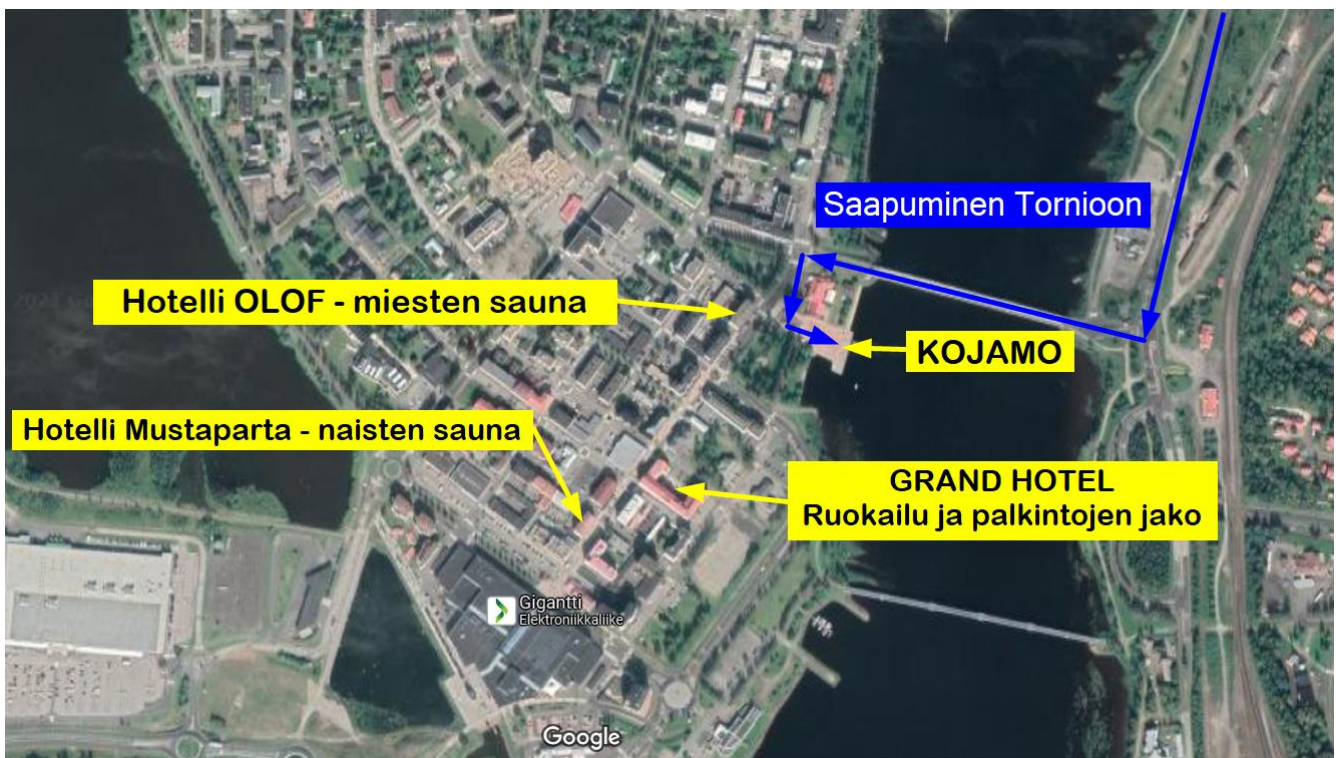 Saapuminen Tornioon
Hotelli OLOF - miesten sauna
KOJAMO
Hotelli Mustaparta - naisten sauna
GRAND HOTEL
Ruokailu ja palkintojen jako
Gigantti
Elektroniikkaliike
Google